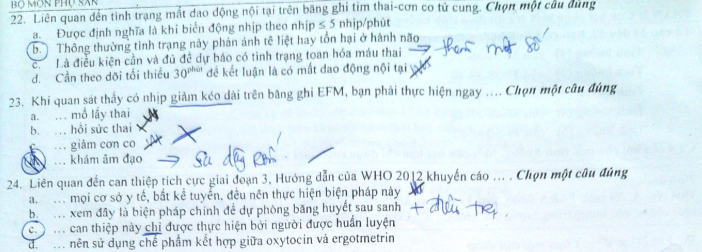 BỘ MÔN PHỤ SẢN
22. Liên quan đến tình trạng mất dao động nội tại trên băng ghi tim thai-cơn co tử cung. Chọn một câu đúng
a. Được định nghĩa là khi biến động nhịp theo nhịp ≤ 5 nhịp/phút
b. Thông thường tình trạng này phản ánh tê liệt hay tổn hại ở hành não
c. Là điều kiện cần và đủ để dự báo có tình trạng toan hóa máu thai → tham một số
d. Cần theo dõi tối thiểu 30phút để kết luận là có mất dao động nội tại
23. Khi quan sát thấy có nhịp giảm kéo dài trên băng ghi EFM, bạn phải thực hiện ngay .... Chọn một câu đúng
a. ... mổ lấy thai
b. ... hồi sức thai
c. ... giảm cơn co
d. ... khám âm đạo → Sa dây rốn
24. Liên quan đến can thiệp tích cực giai đoạn 3, Hướng dẫn của WHO 2012 khuyến cáo ... . Chọn một câu đúng
a. ... mọi cơ sở y tế, bất kể tuyến, đều nên thực hiện biện pháp này
b. ... xem đây là biện pháp chính để dự phòng băng huyết sau sanh + điều trị.
c. ... can thiệp này chỉ được thực hiện bởi người được huấn luyện
d. ... nên sử dụng chế phẩm kết hợp giữa oxytocin và ergotmetrin